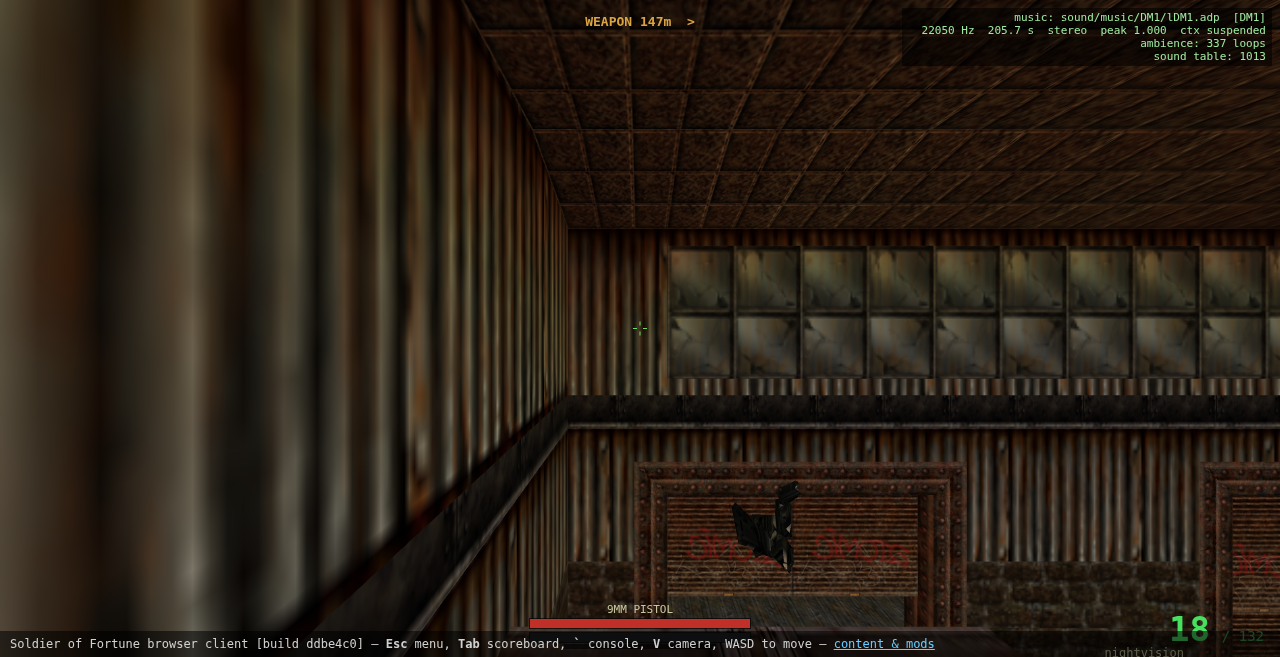 WEAPON 147m >
music: sound/music/DM1/lDM1.adp [DM1]
22050 Hz 205.7 s stereo peak 1.000 ctx suspended
ambience: 337 loops
sound table: 1013
9MM PISTOL
18 / 132
Soldier of Fortune browser client [build ddbe4c0] — Esc menu, Tab scoreboard, ` console, V camera, WASD to move — content & mods
nightvision